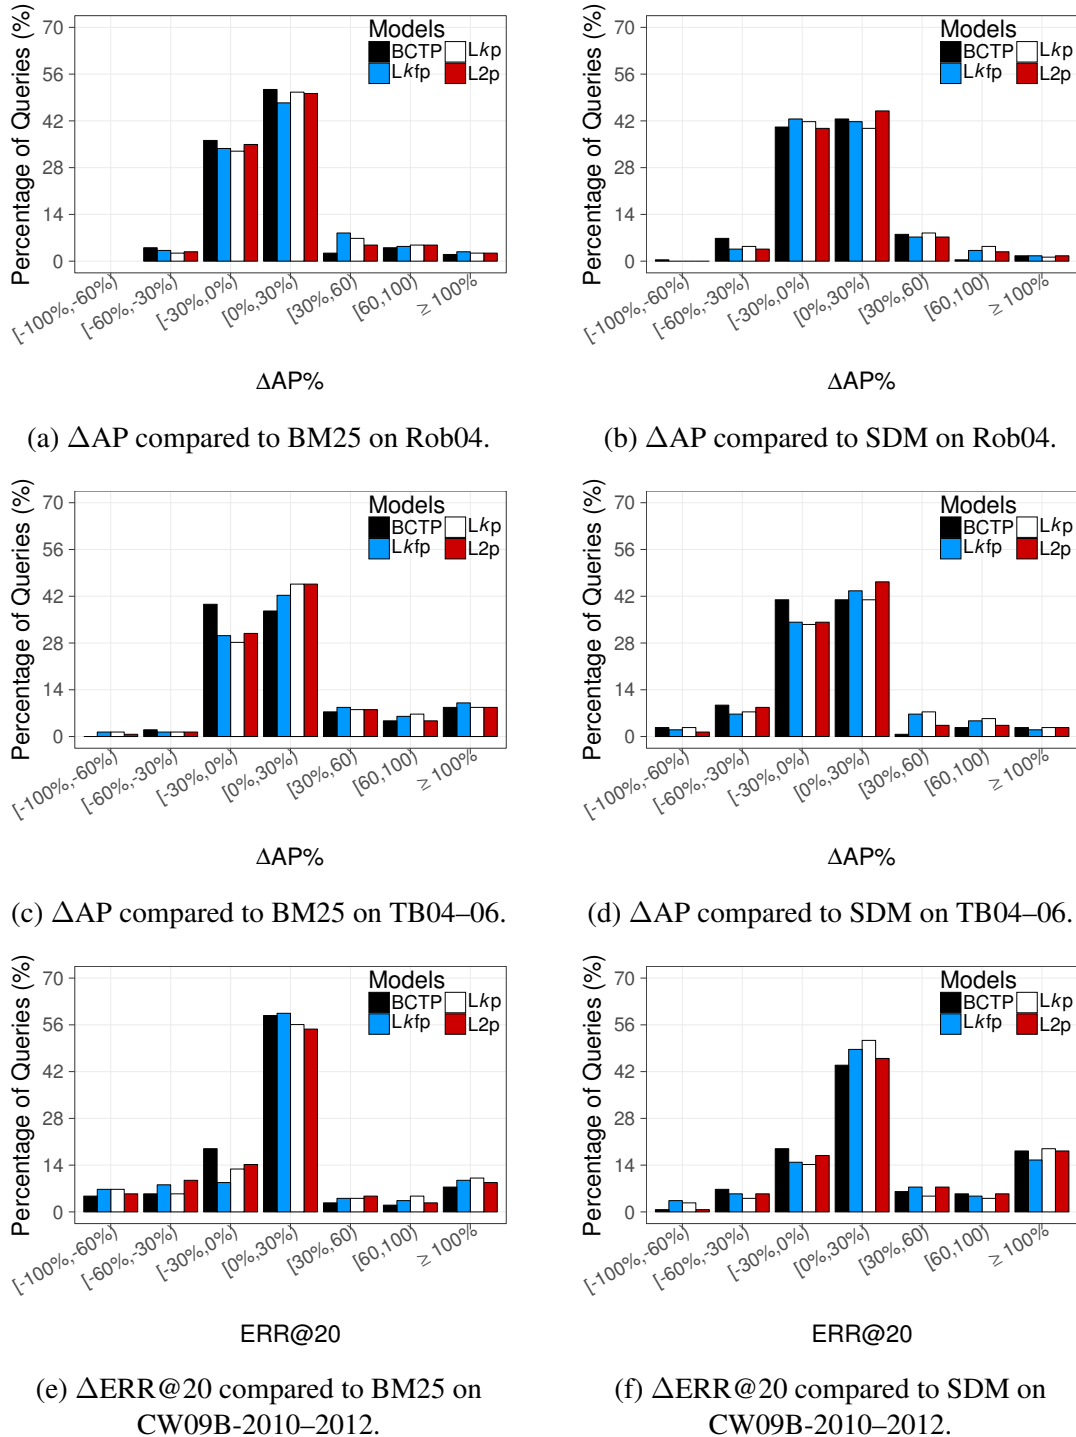 Percentage of Queries (%)
70
56
42
28
14
0
Models
BCTP Lkp
Lkfp L2p
[-100%,-60%) [-60%,-30%) [-30%,0%) [0%,30%) [30%,60) [60,100) ≥ 100%
ΔAP%
(a) ΔAP compared to BM25 on Rob04.
Percentage of Queries (%)
70
56
42
28
14
0
Models
BCTP Lkp
Lkfp L2p
[-100%,-60%) [-60%,-30%) [-30%,0%) [0%,30%) [30%,60) [60,100) ≥ 100%
ΔAP%
(b) ΔAP compared to SDM on Rob04.
Percentage of Queries (%)
70
56
42
28
14
0
Models
BCTP Lkp
Lkfp L2p
[-100%,-60%) [-60%,-30%) [-30%,0%) [0%,30%) [30%,60) [60,100) ≥ 100%
ΔAP%
(c) ΔAP compared to BM25 on TB04–06.
Percentage of Queries (%)
70
56
42
28
14
0
Models
BCTP Lkp
Lkfp L2p
[-100%,-60%) [-60%,-30%) [-30%,0%) [0%,30%) [30%,60) [60,100) ≥ 100%
ΔAP%
(d) ΔAP compared to SDM on TB04–06.
Percentage of Queries (%)
70
56
42
28
14
0
Models
BCTP Lkp
Lkfp L2p
[-100%,-60%) [-60%,-30%) [-30%,0%) [0%,30%) [30%,60) [60,100) ≥ 100%
ERR@20
(e) ΔERR@20 compared to BM25 on
CW09B-2010–2012.
Percentage of Queries (%)
70
56
42
28
14
0
Models
BCTP Lkp
Lkfp L2p
[-100%,-60%) [-60%,-30%) [-30%,0%) [0%,30%) [30%,60) [60,100) ≥ 100%
ERR@20
(f) ΔERR@20 compared to SDM on
CW09B-2010–2012.